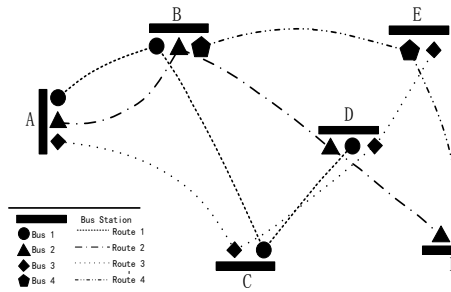 B
E
A
D
C
Bus Station
Bus 1
Route 1
Bus 2
Route 2
Bus 3
Route 3
Bus 4
Route 4